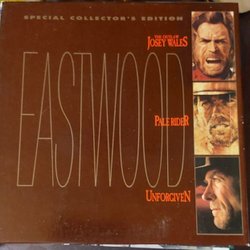 SPECIAL COLLECTOR'S EDITION
THE OUTLAW
JOSEY WALES
EASTWOOD
PALE RIDER
UNFORGIVEN